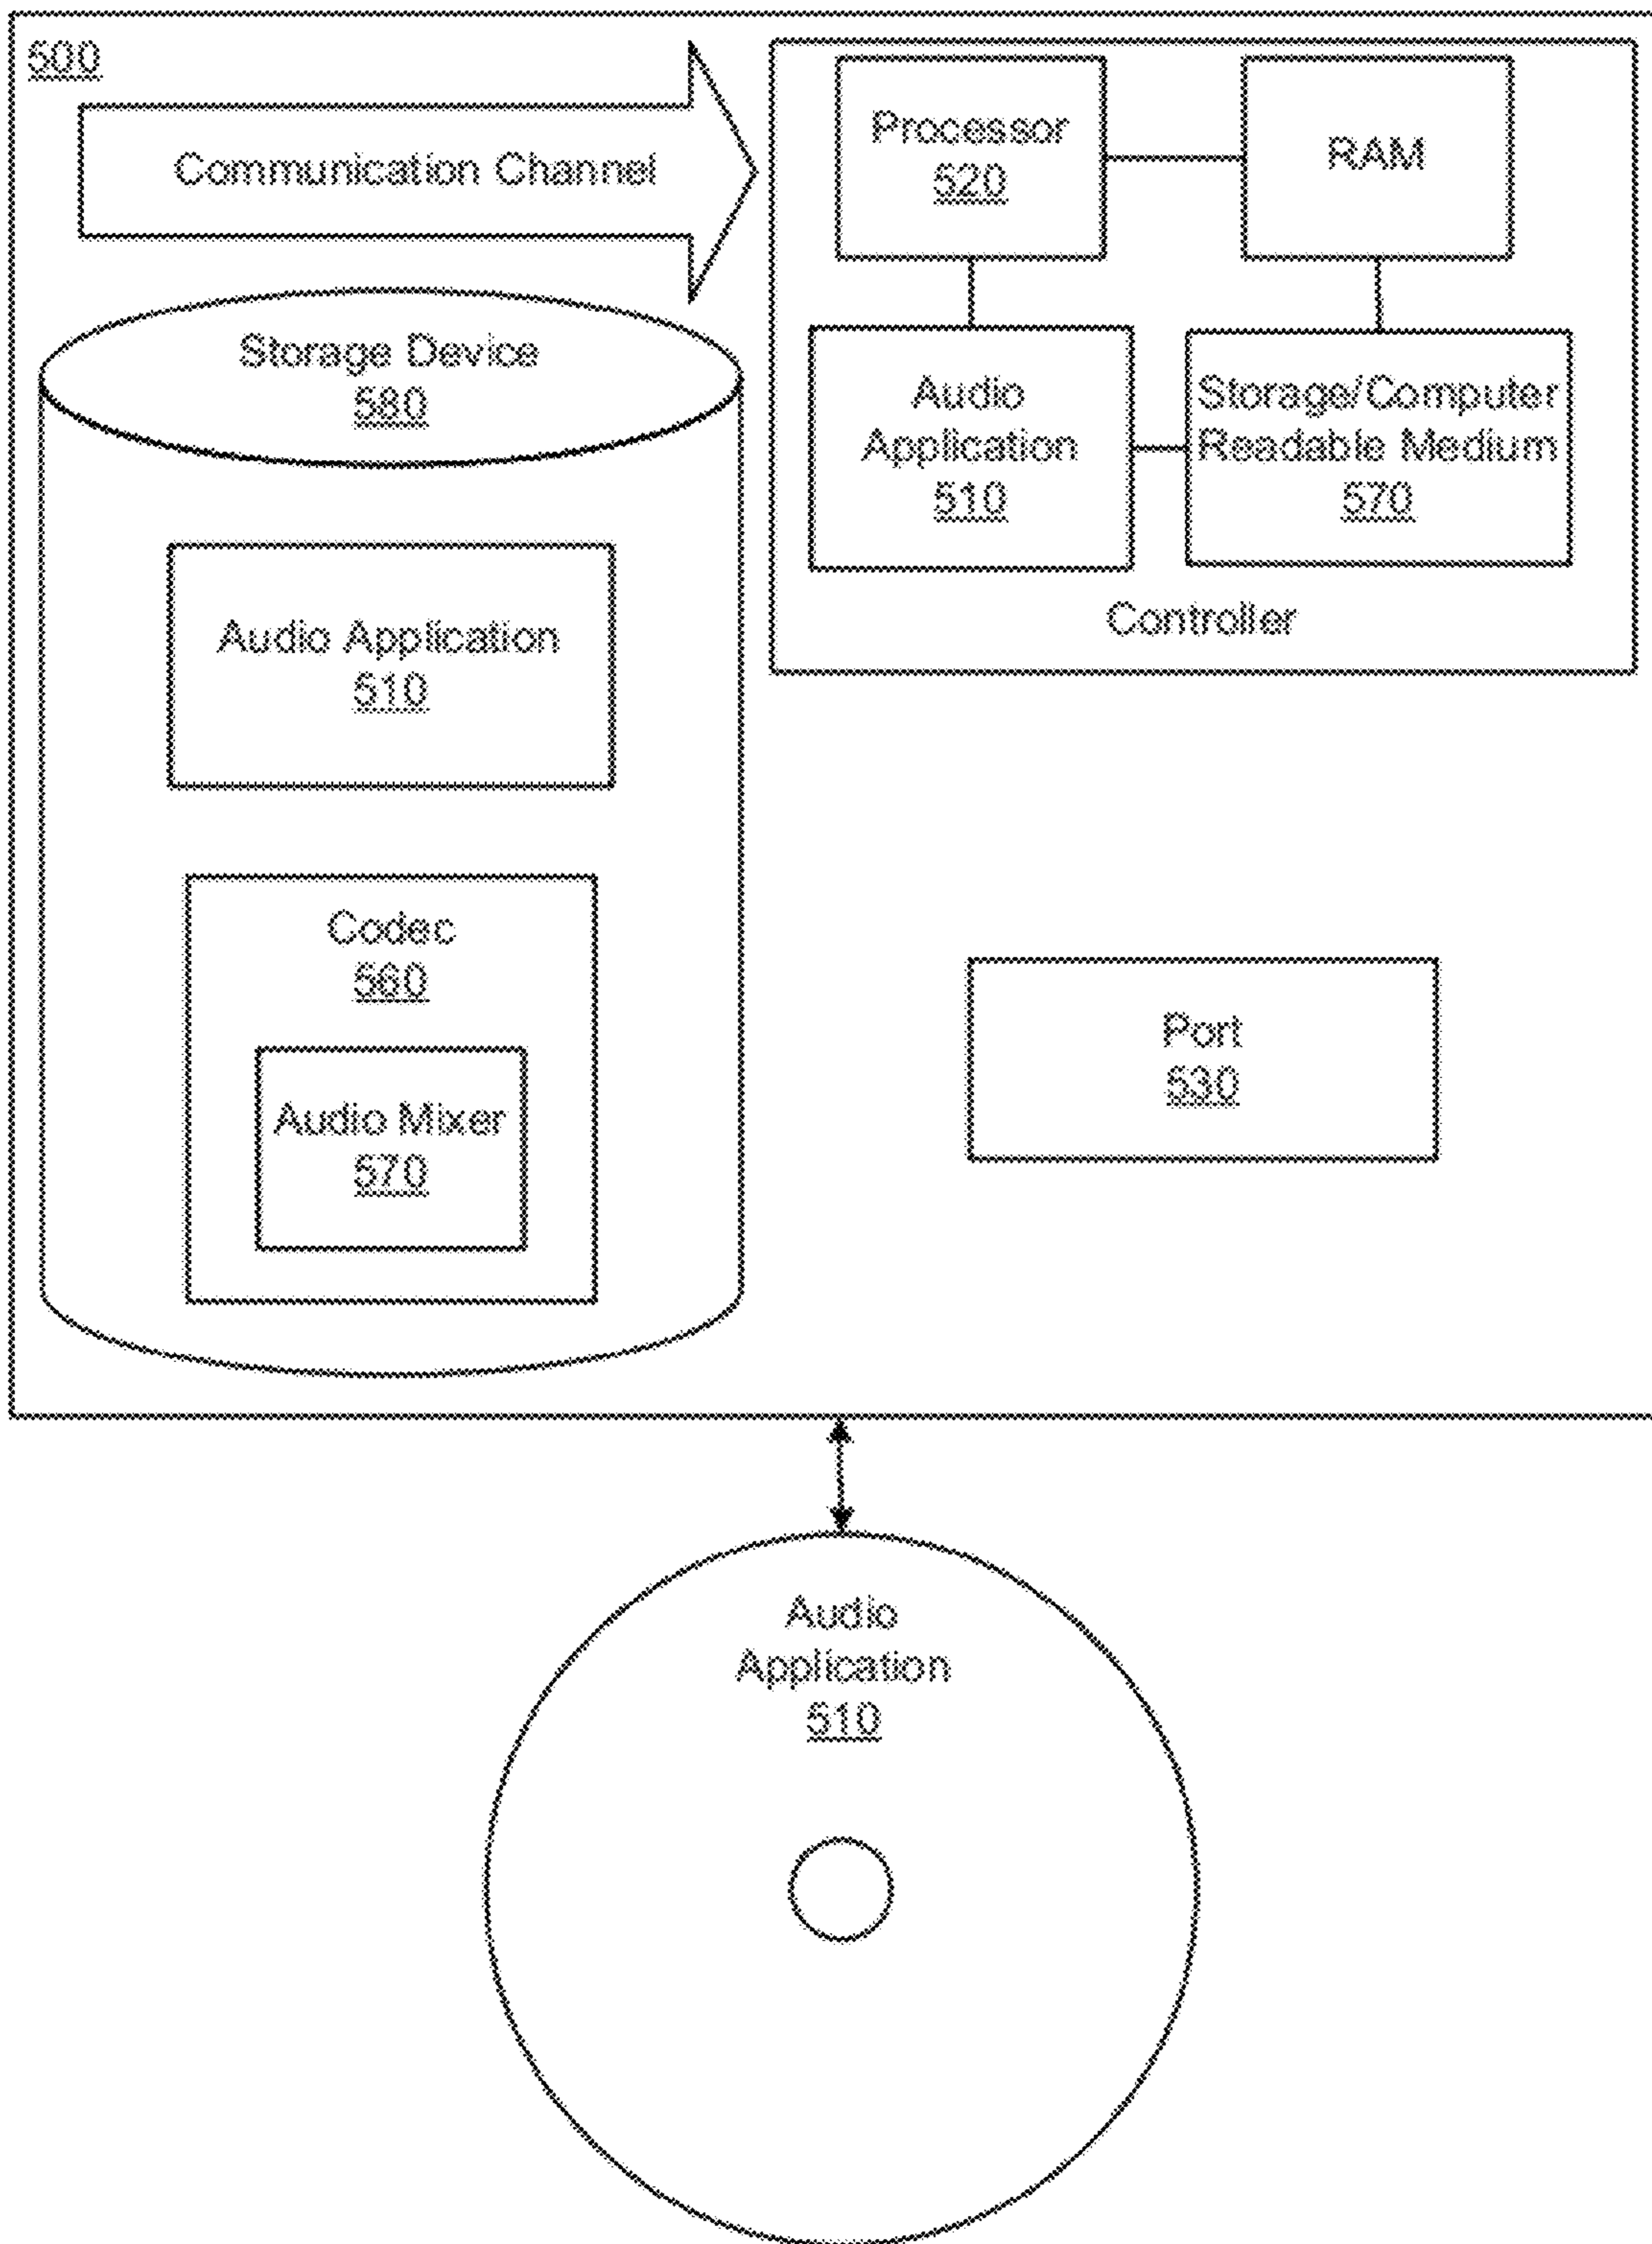 500
Communication Channel
Processor
520
RAM
Storage Device
580
Audio
Application
510
Storage/Computer
Readable Medium
570
Controller
Audio Application
510
Codec
560
Audio Mixer
570
Port
530
Audio
Application
510